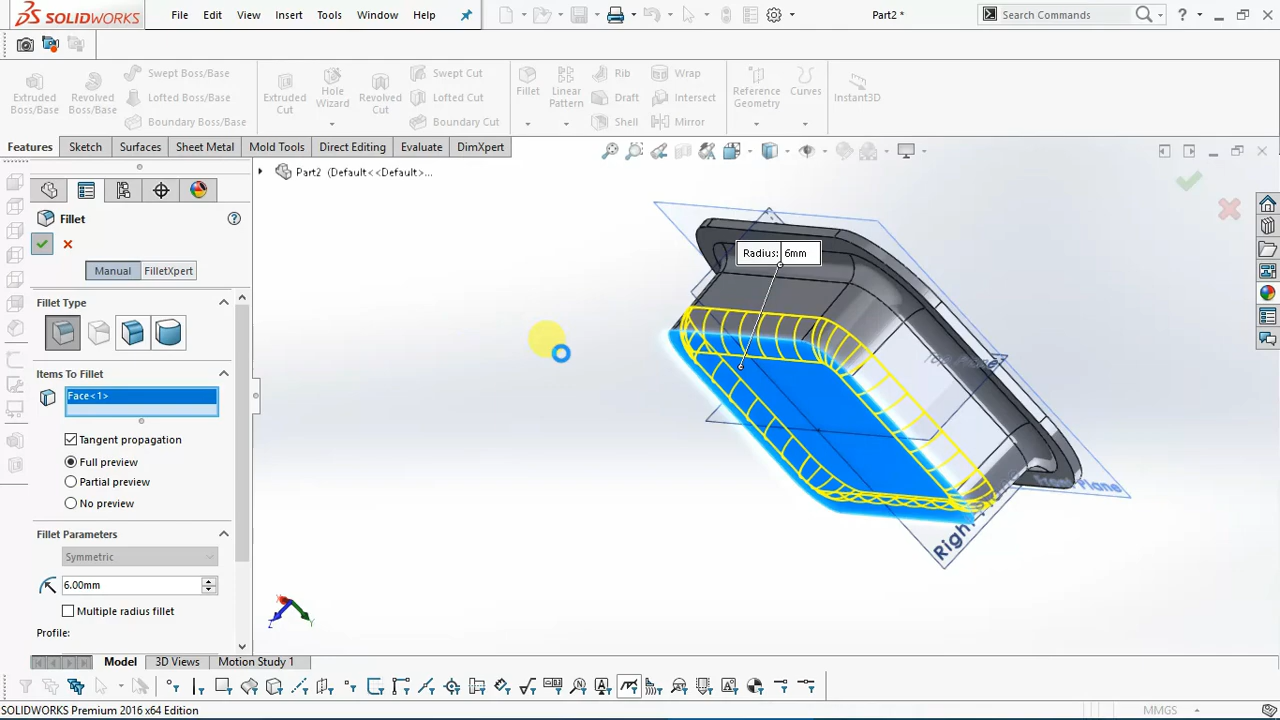 SOLIDWORKS
File Edit View Insert Tools Window Help
Part2 *
Search Commands
Extruded Boss/Base
Revolved Boss/Base
Swept Boss/Base
Lofted Boss/Base
Boundary Boss/Base
Extruded Cut
Hole Wizard
Revolved Cut
Swept Cut
Lofted Cut
Boundary Cut
Fillet
Linear Pattern
Rib
Draft
Shell
Wrap
Intersect
Mirror
Reference Geometry
Curves
Instant3D
Features Sketch Surfaces Sheet Metal Mold Tools Direct Editing Evaluate DimXpert
Part2 (Default<<Default>...
Fillet
Manual FilletXpert
Fillet Type
Items To Fillet
Face<1>
Tangent propagation
Full preview
Partial preview
No preview
Fillet Parameters
Symmetric
6.00mm
Multiple radius fillet
Profile:
Radius: 6mm
Top Plane
Front Plane
Righ
Z
Y
Model 3D Views Motion Study 1
SOLIDWORKS Premium 2016 x64 Edition
MMGS